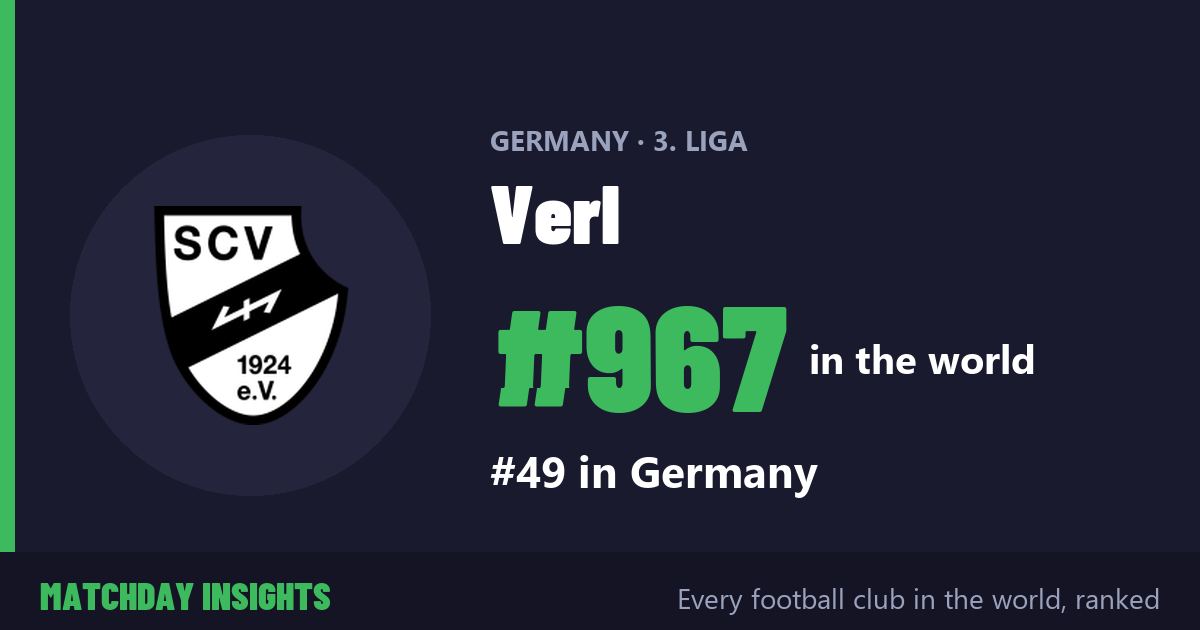 GERMANY · 3. LIGA
Verl
#967 in the world
#49 in Germany
SCV
1924
e.V.
MATCHDAY INSIGHTS
Every football club in the world, ranked